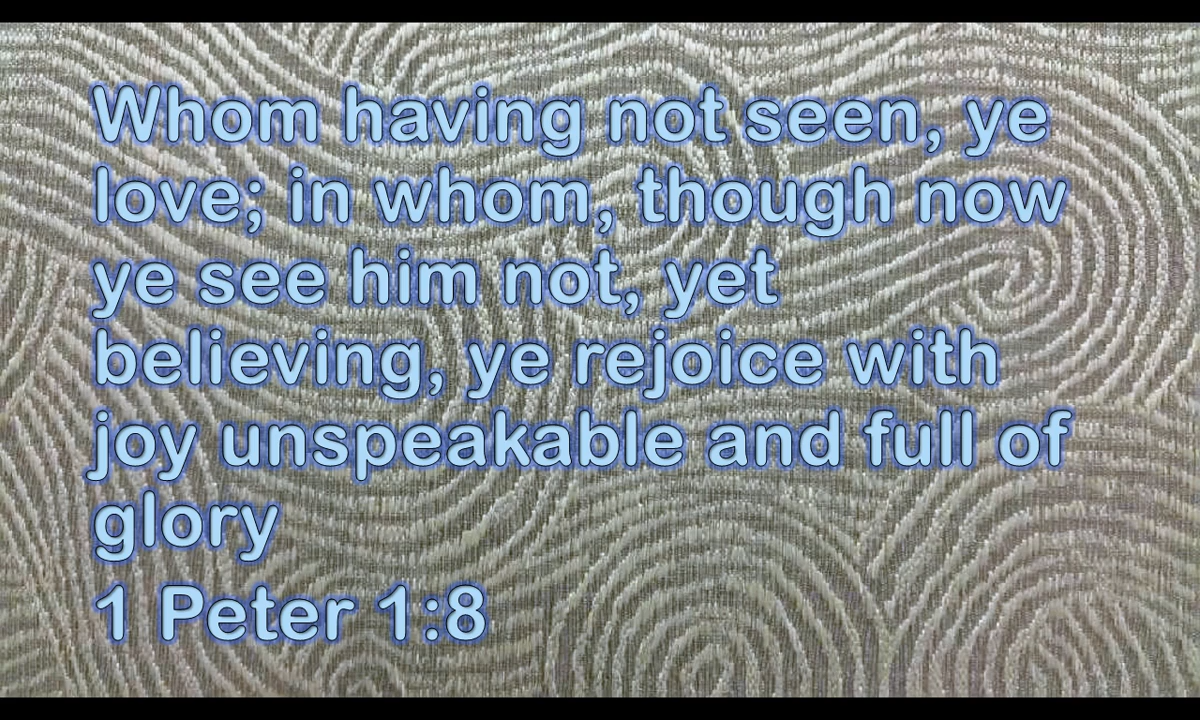 Whom having not seen, ye
love; in whom, though now
ye see him not, yet
believing, ye rejoice with
joy unspeakable and full of
glory
1 Peter 1:8